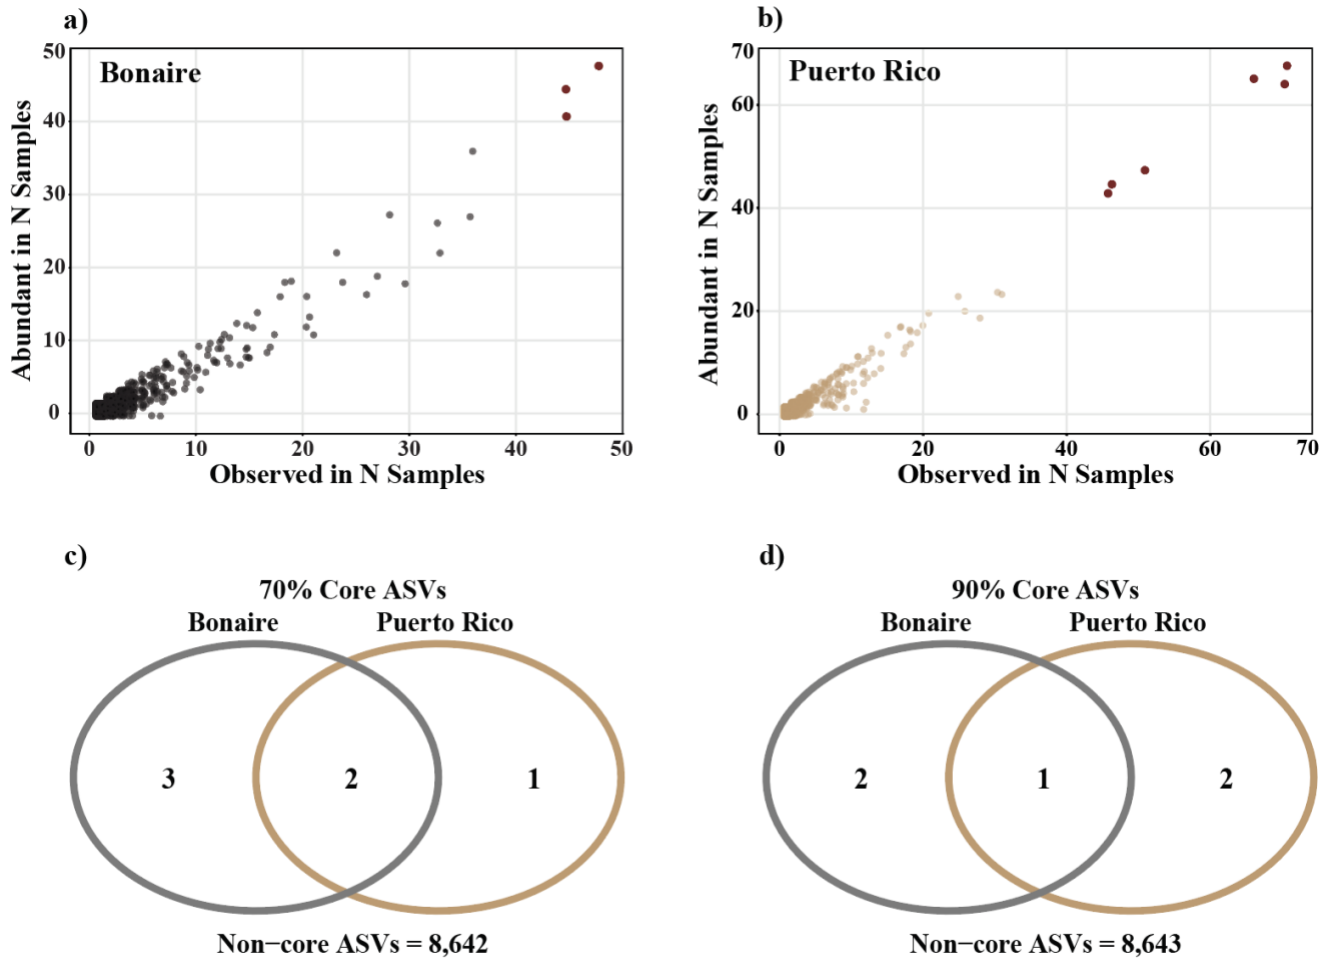 a)
Bonaire
Abundant in N Samples
50
40
30
20
10
0
0 10 20 30 40 50
Observed in N Samples
b)
Puerto Rico
Abundant in N Samples
70
60
40
20
0
0 20 40 60 70
Observed in N Samples
c)
70% Core ASVs
Bonaire Puerto Rico
3 2 1
Non−core ASVs = 8,642
d)
90% Core ASVs
Bonaire Puerto Rico
2 1 2
Non−core ASVs = 8,643